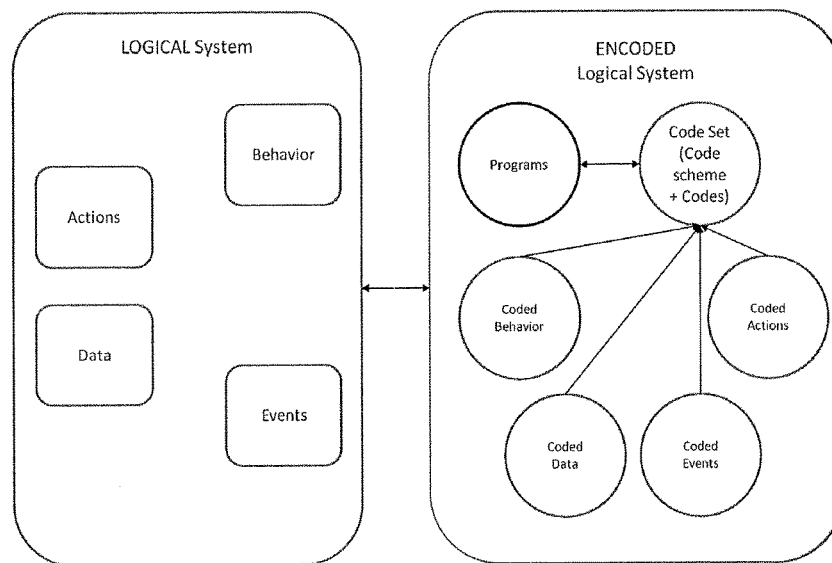 LOGICAL System
Behavior
Actions
Data
Events
ENCODED
Logical System
Programs
Code Set
(Code
scheme
+ Codes)
Coded
Behavior
Coded
Actions
Coded
Data
Coded
Events